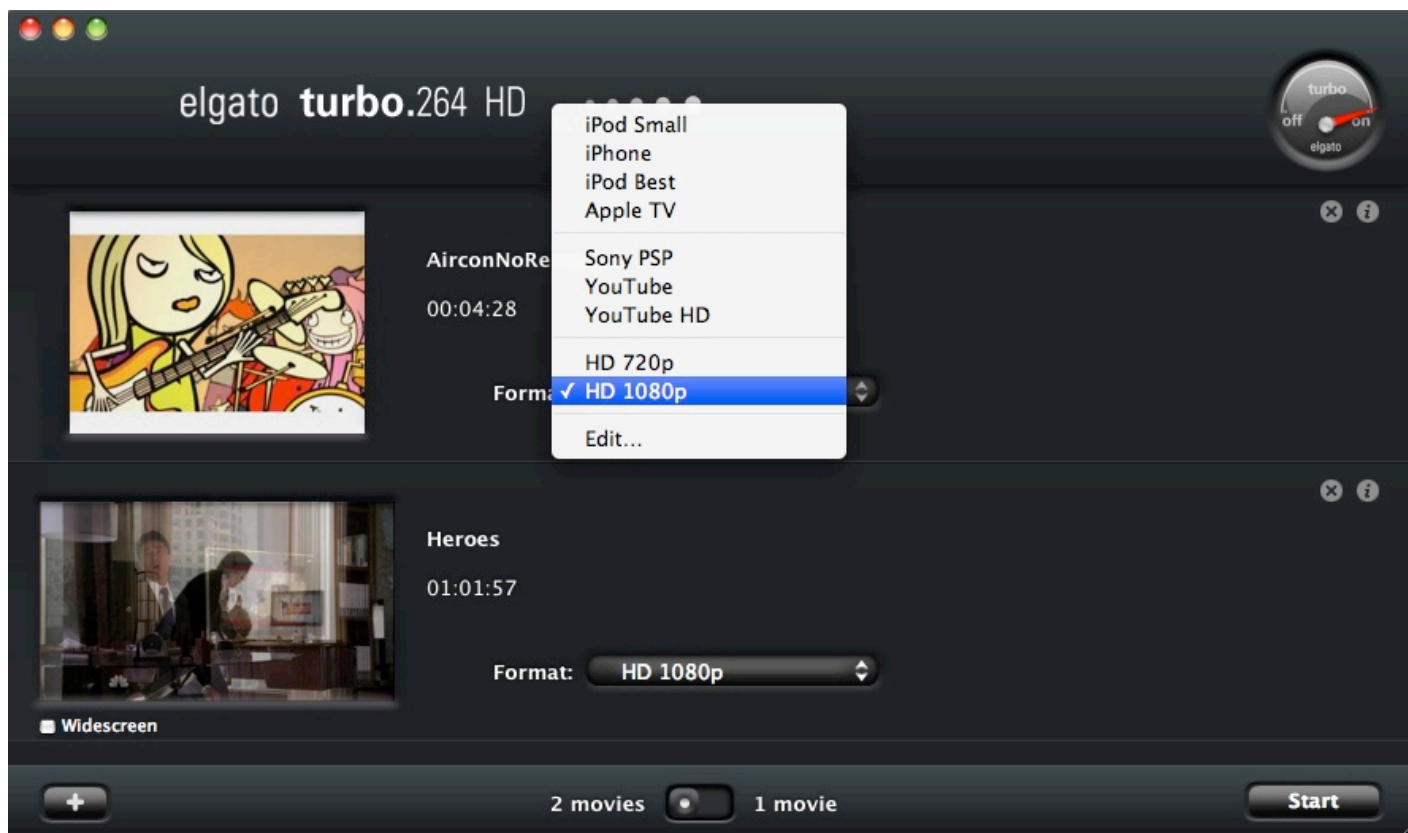 elgato turbo.264 HD
turbo
off on
elgato
iPod Small
iPhone
iPod Best
Apple TV
Sony PSP
YouTube
YouTube HD
HD 720p
✓ HD 1080p
Edit...
AirconNoRe
00:04:28
Forma
Heroes
01:01:57
Format: HD 1080p
Widescreen
+ 2 movies 1 movie Start